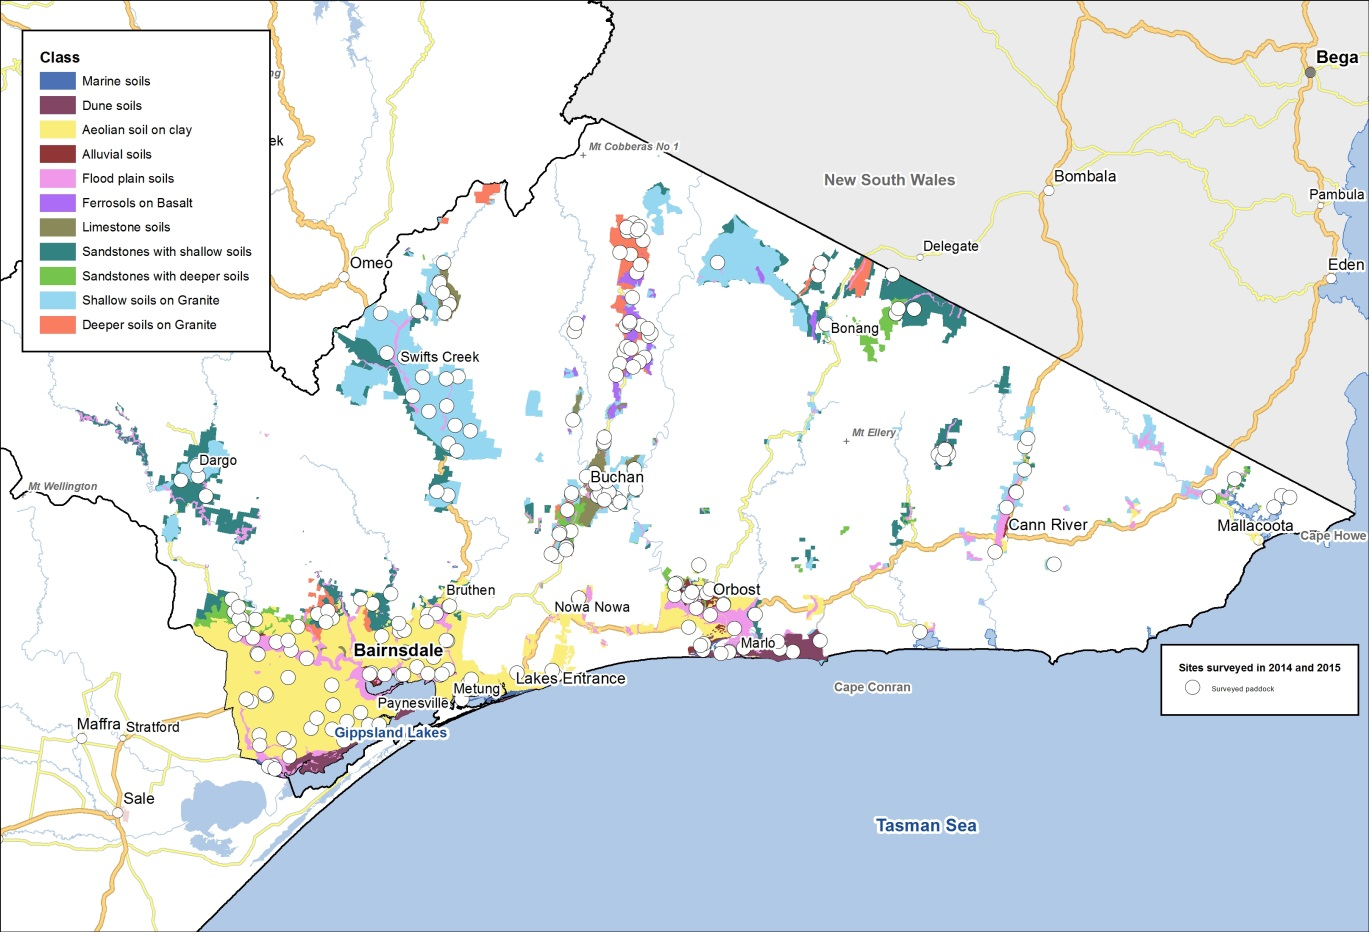 Class
Marine soils
Dune soils
Aeolian soil on clay
Alluvial soils
Flood plain soils
Ferrosols on Basalt
Limestone soils
Sandstones with shallow soils
Sandstones with deeper soils
Shallow soils on Granite
Deeper soils on Granite
ng
ek
Bega
Mt Cobberas No 1
New South Wales
Bombala
Pambula
Delegate
Omeo
Eden
Bonang
Swifts Creek
Mt Ellery
Dargo
Buchan
Mt Wellington
Cann River
Mallacoota
Cape Howe
Bruthen
Orbost
Nowa Nowa
Marlo
Bairnsdale
Lakes Entrance
Metung
Cape Conran
Paynesville
Sites surveyed in 2014 and 2015
Surveyed paddock
Maffra
Stratford
Gippsland Lakes
Sale
Tasman Sea